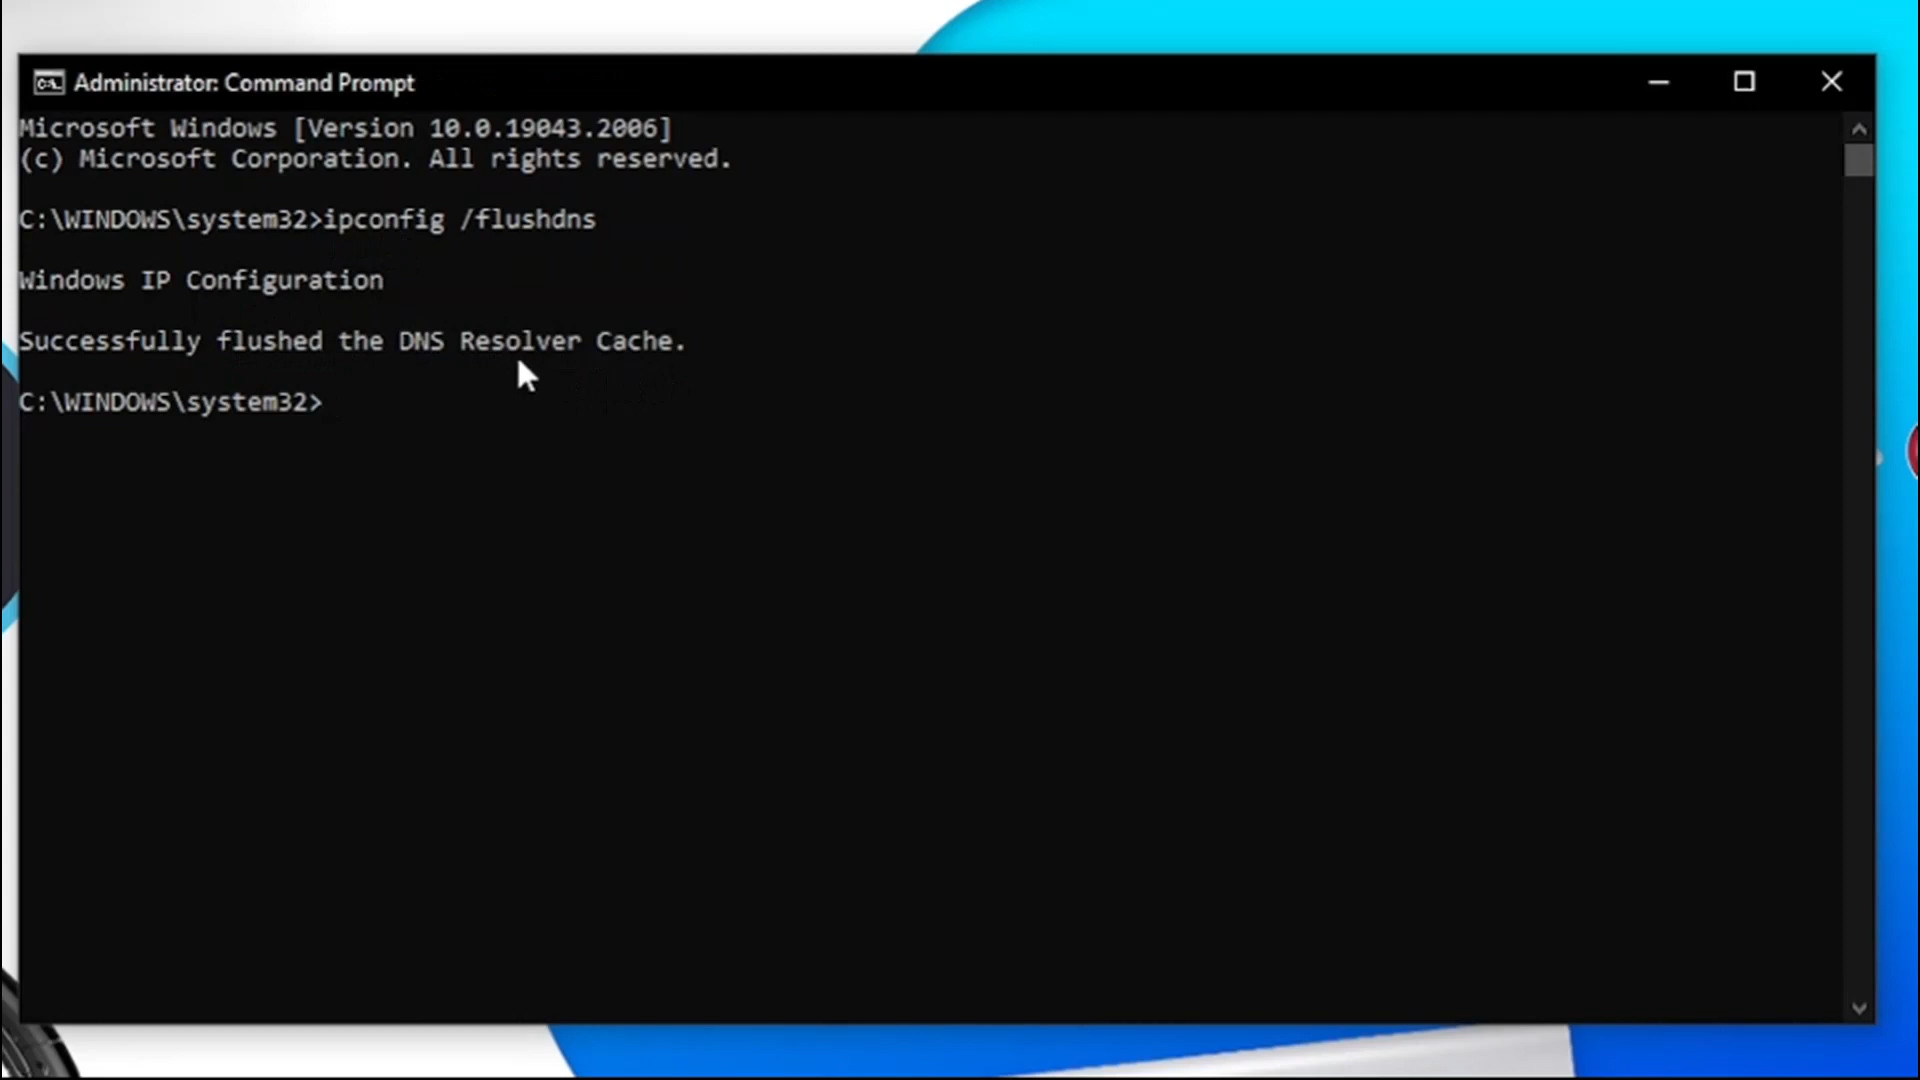 Administrator: Command Prompt
Microsoft Windows [Version 10.0.19043.2006]
(c) Microsoft Corporation. All rights reserved.
C:\WINDOWS\system32>ipconfig /flushdns
Windows IP Configuration
Successfully flushed the DNS Resolver Cache.
C:\WINDOWS\system32>